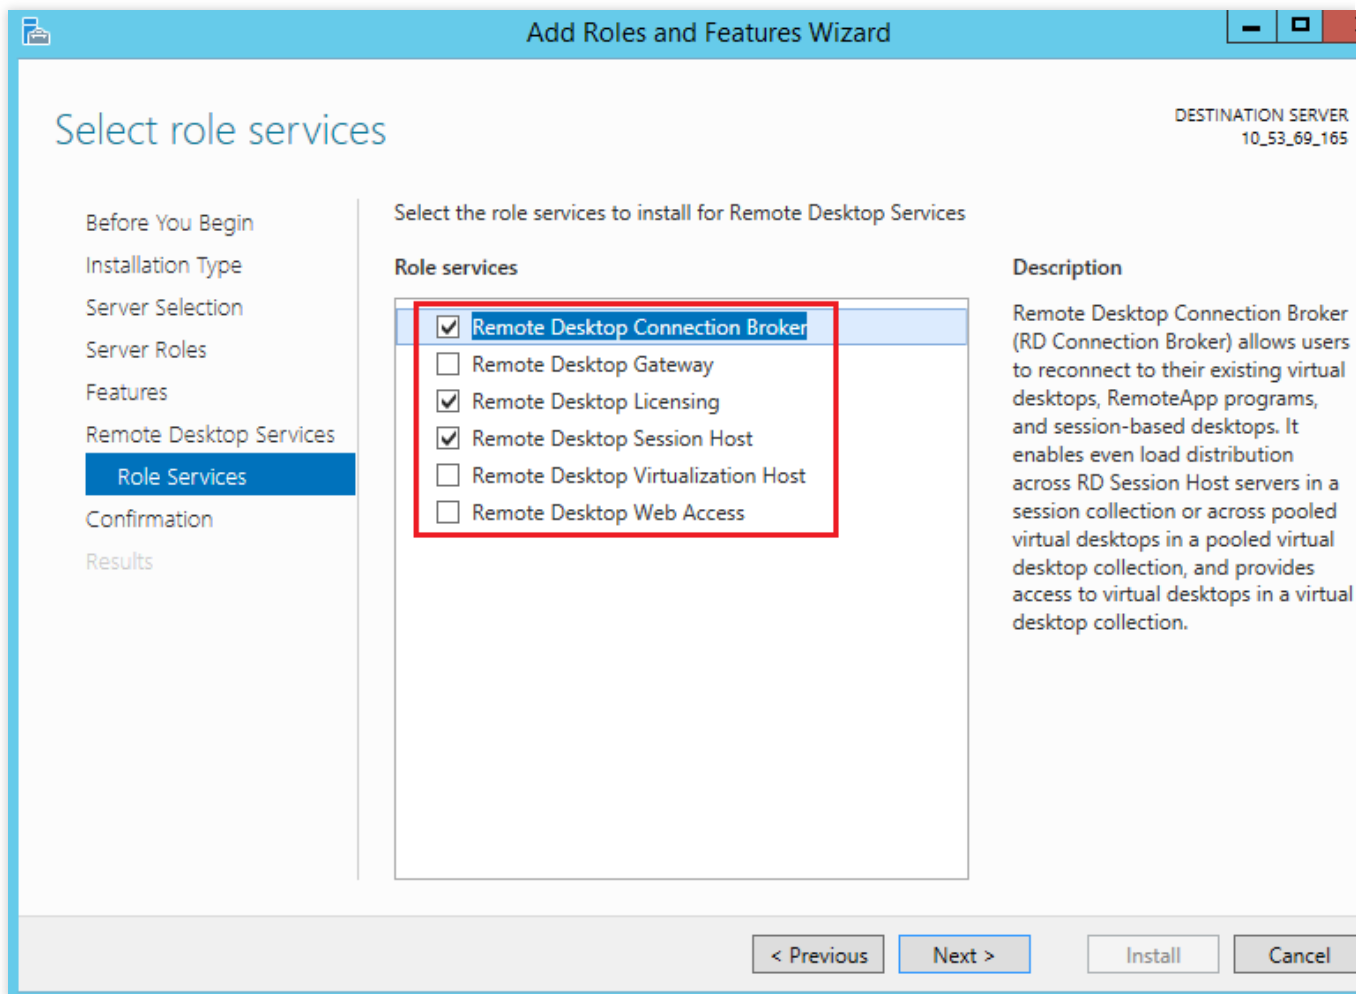 Add Roles and Features Wizard
Select role services
DESTINATION SERVER
10_53_69_165
Before You Begin
Installation Type
Server Selection
Server Roles
Features
Remote Desktop Services
Role Services
Confirmation
Results
Select the role services to install for Remote Desktop Services
Role services
Remote Desktop Connection Broker
Remote Desktop Gateway
Remote Desktop Licensing
Remote Desktop Session Host
Remote Desktop Virtualization Host
Remote Desktop Web Access
Description
Remote Desktop Connection Broker
(RD Connection Broker) allows users
to reconnect to their existing virtual
desktops, RemoteApp programs,
and session-based desktops. It
enables even load distribution
across RD Session Host servers in a
session collection or across pooled
virtual desktops in a pooled virtual
desktop collection, and provides
access to virtual desktops in a virtual
desktop collection.
< Previous
Next >
Install
Cancel